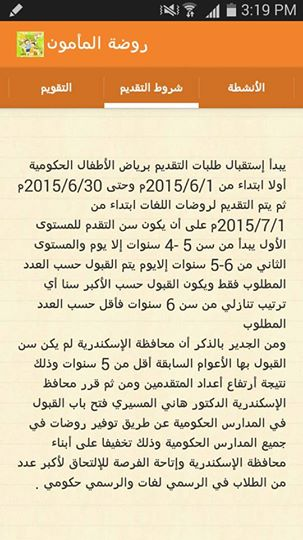 3:19 PM
روضة المأمون
الأنشطة
شروط التقديم
التقويم
يبدأ إستقبال طلبات التقديم برياض الأطفال الحكومية
أولا ابتداء من 2015/6/1م وحتى 2015/6/30م
ثم يتم التقديم لروضات اللغات ابتداء من
2015/7/1م على أن يكون سن التقدم للمستوى
الأول يبدأ من سن 5 -4 سنوات إلا يوم والمستوى
الثاني من 6-5 سنوات إلايوم يتم القبول حسب العدد
المطلوب فقط ويكون القبول حسب الأكبر سنا أي
ترتيب تنازلي من سن 6 سنوات فأقل حسب العدد
المطلوب
ومن الجدير بالذكر أن محافظة الإسكندرية لم يكن سن
القبول بها الأعوام السابقة أقل من 5 سنوات وذلك
نتيجة أرتفاع أعداد المتقدمين ومن ثم قرر محافظ
الإسكندرية الدكتور هاني المسيري فتح باب القبول
في المدارس الحكومية عن طريق توفير روضات في
جميع المدارس الحكومية وذلك تخفيفا على أبناء
محافظة الإسكندرية وإتاحة الفرصة للإلتحاق لأكبر عدد
من الطلاب في الرسمي لغات والرسمي حكومي .